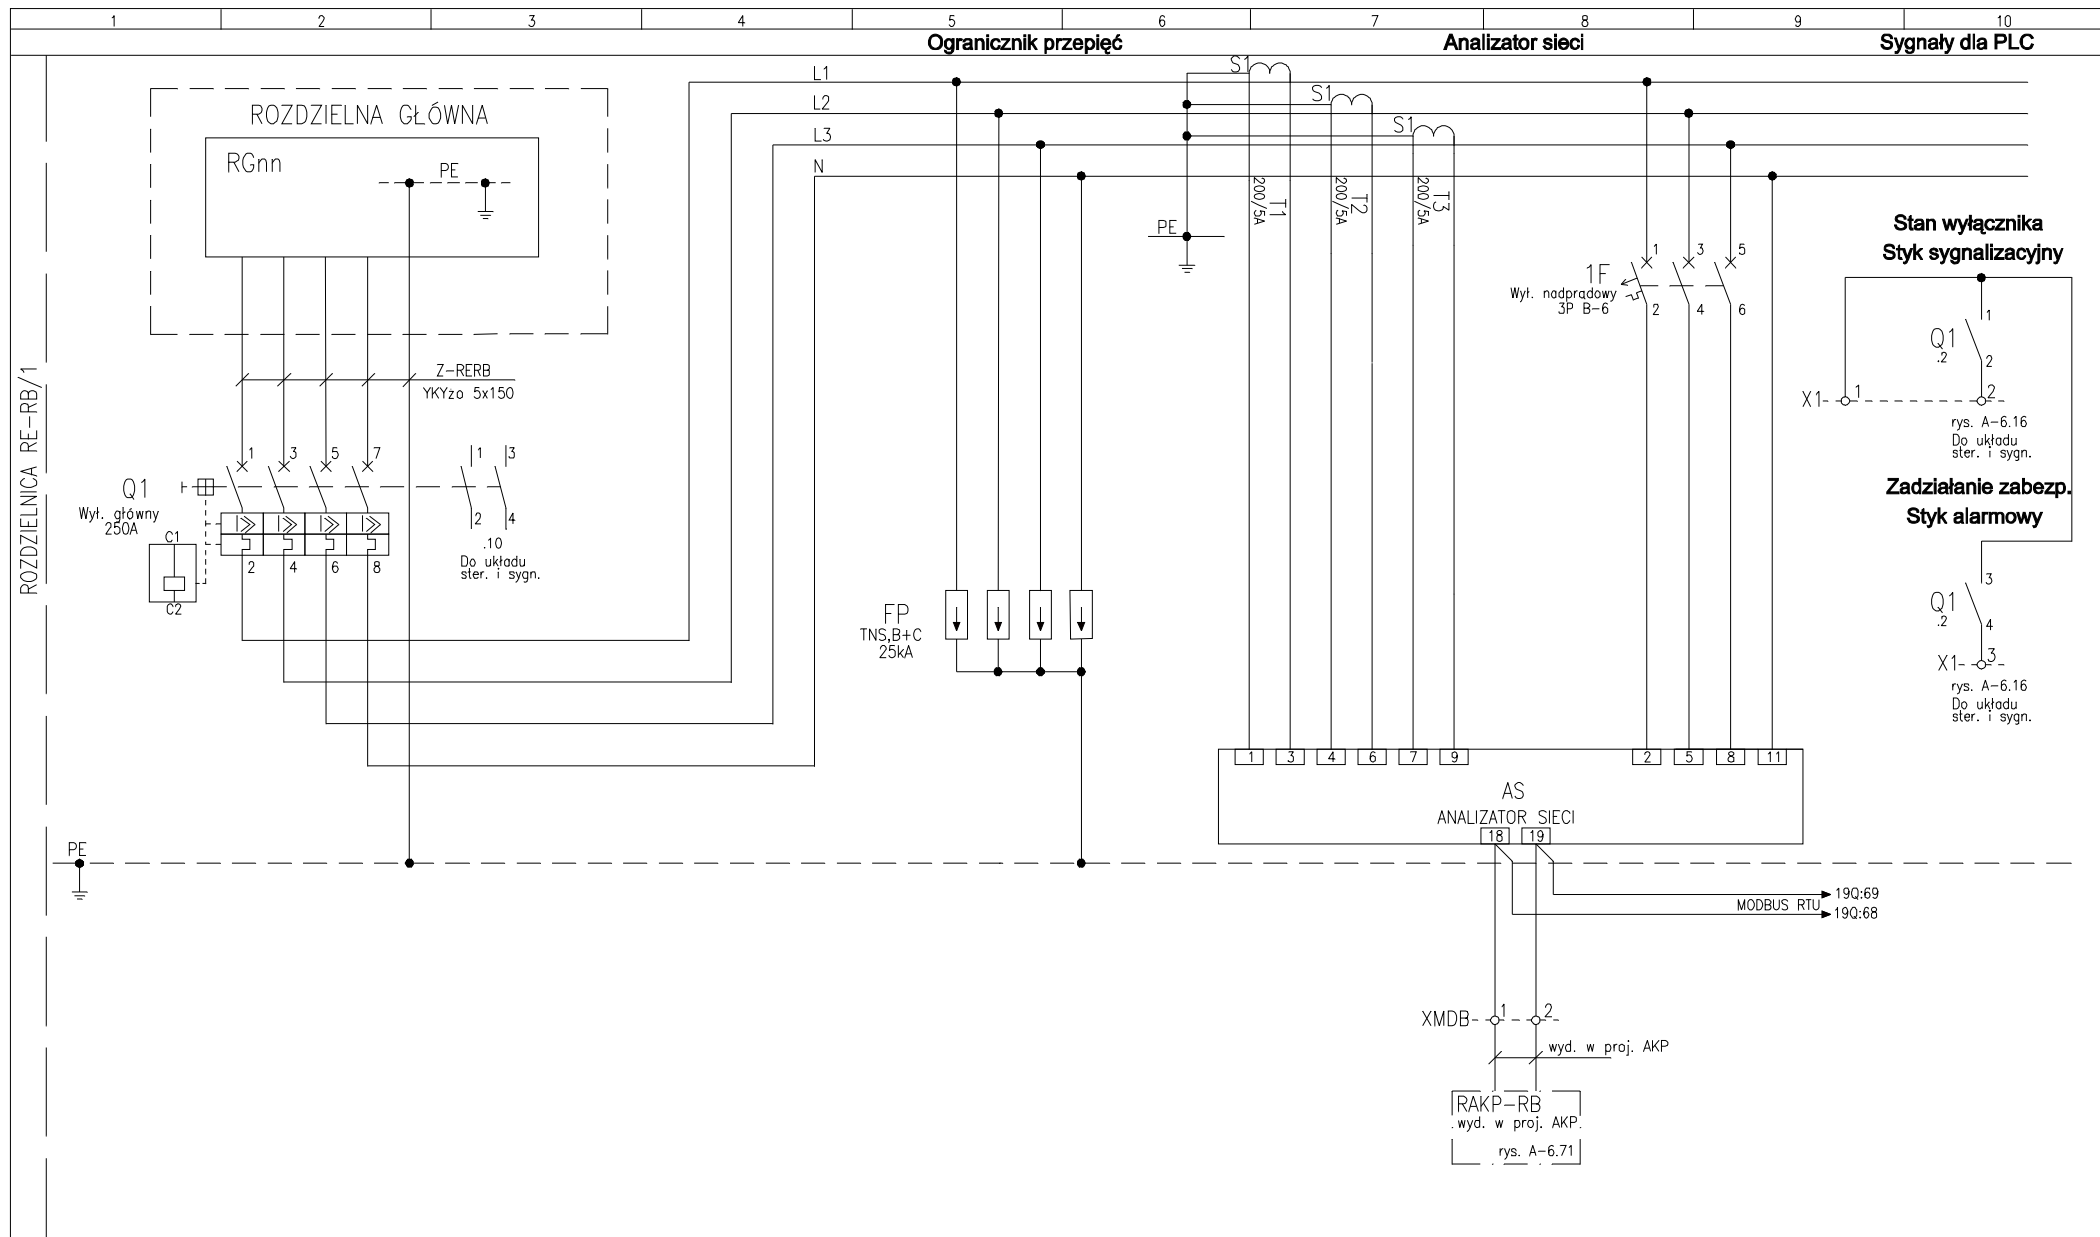 1 2 3 4 5 6 7 8 9 10
Ogranicznik przepięć Analizator sieci Sygnały dla PLC
ROZDZIELNICA RE-RB/1
ROZDZIELNA GŁÓWNA
RGnn
PE
Z-RERB
YKYżo 5x150
Q1
Wył. główny
250A
1 3 5 7
2 4 6 8
C1
C2
1 3
2 4
.10
Do układu
ster. i sygn.
L1
L2
L3
N
FP
TNS,B+C
25kA
S1
S1
S1
T1
200/5A
T2
200/5A
T3
200/5A
PE
1F
Wył. nadprądowy
3P B-6
1 3 5
2 4 6
Stan wyłącznika
Styk sygnalizacyjny
Q1
.2
1
2
X1
1 2
rys. A-6.16
Do układu
ster. i sygn.
Zadziałanie zabezp.
Styk alarmowy
Q1
.2
3
4
X1
3
rys. A-6.16
Do układu
ster. i sygn.
1 3 4 6 7 9 2 5 8 11
AS
ANALIZATOR SIECI
18 19
PE
19Q:69
MODBUS RTU
19Q:68
XMDB
1 2
wyd. w proj. AKP
RAKP-RB
wyd. w proj. AKP.
rys. A-6.71